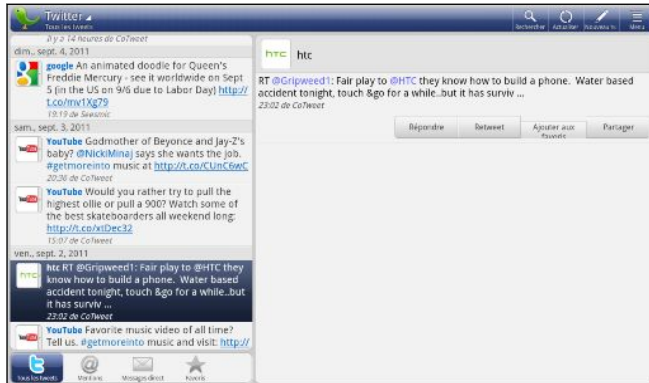 Twitter
Tous les tweets
Rechercher
Actualiser
Nouveau tw
Menu
Il y a 14 heures de CoTweet
dim., sept. 4, 2011
google An animated doodle for Queen's
Freddie Mercury - see it worldwide on Sept
5 (in the US on 9/6 due to Labor Day) http://
t.co/mv1Xg79
19:19 de Seesmic
sam., sept. 3, 2011
YouTube Godmother of Beyonce and Jay-Z's
baby? @NickiMinaj says she wants the job.
#getmoreinto music at http://t.co/CUnC6wC
20:36 de CoTweet
YouTube Would you rather try to pull the
highest ollie or pull a 900? Watch some of
the best skateboarders all weekend long:
http://t.co/xtDec32
15:07 de CoTweet
ven., sept. 2, 2011
hTC
htc RT @Gripweed1: Fair play to @HTC they
know how to build a phone.  Water based
accident tonight, touch &go for a while..but
it has surviv ...
23:02 de CoTweet
YouTube Favorite music video of all time?
Tell us. #getmoreinto music and visit: http://
Tous les tweets
Mentions
Messages direct
Favoris
hTC
htc
RT @Gripweed1: Fair play to @HTC they know how to build a phone.  Water based
accident tonight, touch &go for a while..but it has surviv ...
23:02 de CoTweet
Répondre
Retweet
Ajouter aux
favoris
Partager